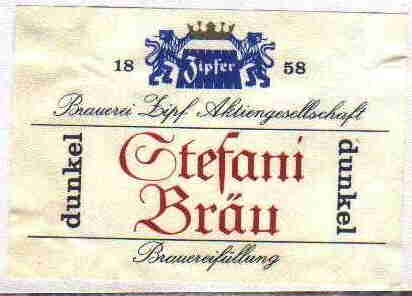 Zipfer
18 58
Brauerei Zipf Aktiengesellschaft
dunkel
Stefani
Bräu
dunkel
Brauereifüllung